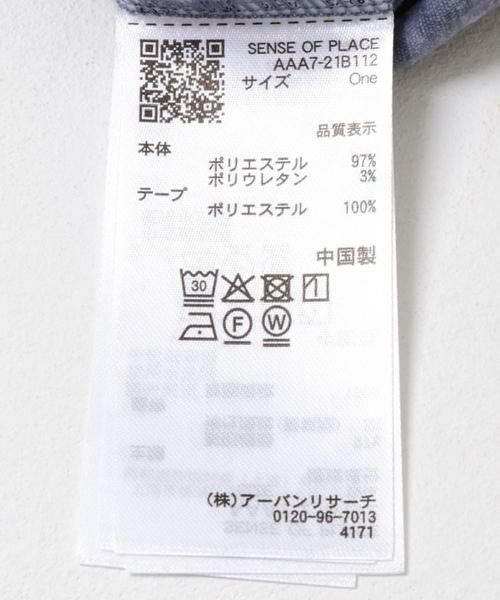 SENSE OF PLACE
AAA7-21B112
サイズ One
品質表示
本体
ポリエステル 97%
ポリウレタン 3%
テープ
ポリエステル 100%
中国製
30
F W
(株)アーバンリサーチ
0120-96-7013
4171